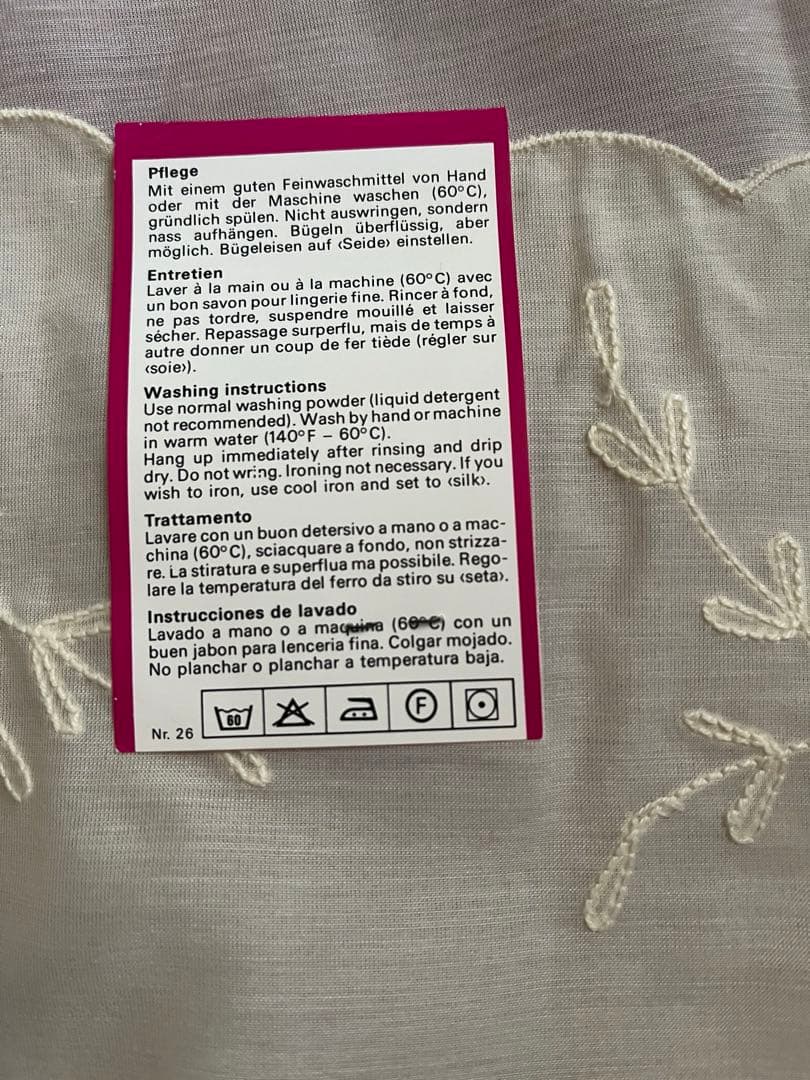 Pflege
Mit einem guten Feinwaschmittel von Hand
oder mit der Maschine waschen (60°C),
gründlich spülen. Nicht auswringen, sondern
nass aufhängen. Bügeln überflüssig, aber
möglich. Bügeleisen auf ‹Seide› einstellen.
Entretien
Laver à la main ou à la machine (60°C) avec
un bon savon pour lingerie fine. Rincer à fond,
ne pas tordre, suspendre mouillé et laisser
sécher. Repassage surperflu, mais de temps à
autre donner un coup de fer tiède (régler sur
‹soie›).
Washing instructions
Use normal washing powder (liquid detergent
not recommended). Wash by hand or machine
in warm water (140°F – 60°C).
Hang up immediately after rinsing and drip
dry. Do not wring. Ironing not necessary. If you
wish to iron, use cool iron and set to ‹silk›.
Trattamento
Lavare con un buon detersivo a mano o a mac-
china (60°C), sciacquare a fondo, non strizza-
re. La stiratura e superflua ma possibile. Rego-
lare la temperatura del ferro da stiro su ‹seta›.
Instrucciones de lavado
Lavado a mano o a maquina (60°C) con un
buen jabon para lenceria fina. Colgar mojado.
No planchar o planchar a temperatura baja.
Nr. 26 60 F